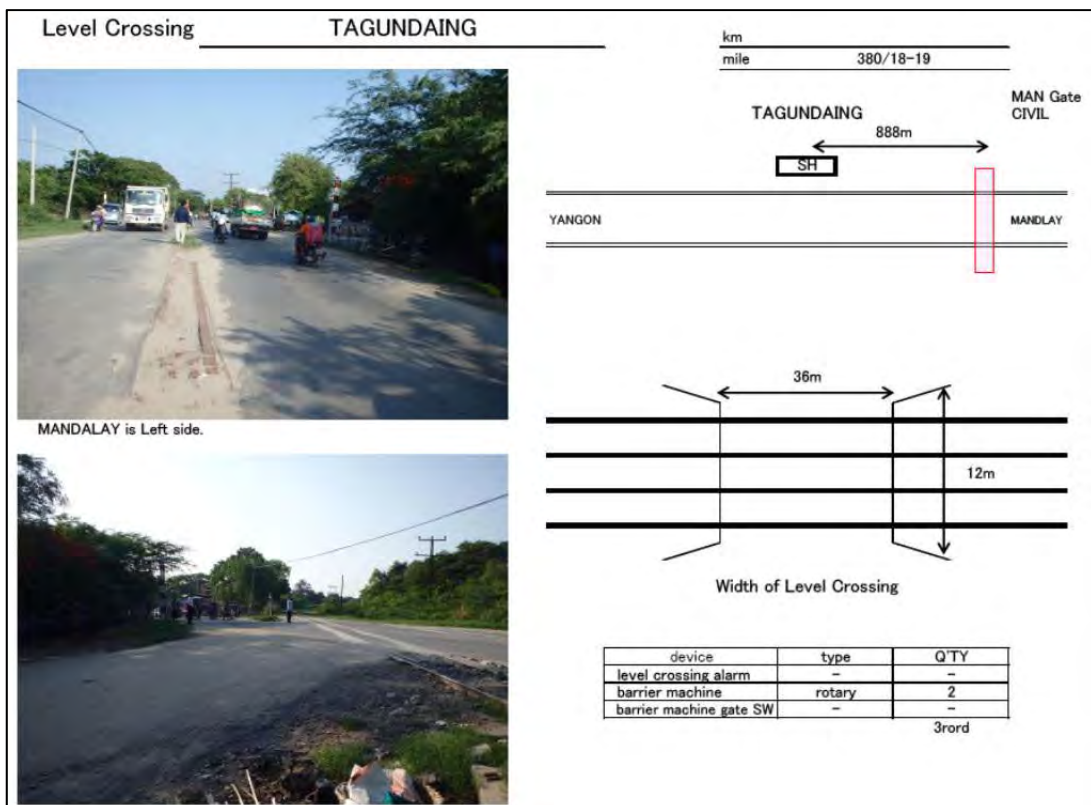 Level Crossing TAGUNDAING
km
mile 380/18-19
MAN Gate
CIVIL
TAGUNDAING
888m
SH
YANGON MANDLAY
MANDALAY is Left side.
36m
12m
Width of Level Crossing
device type Q'TY
level crossing alarm - -
barrier machine rotary 2
barrier machine gate SW - -
3rord